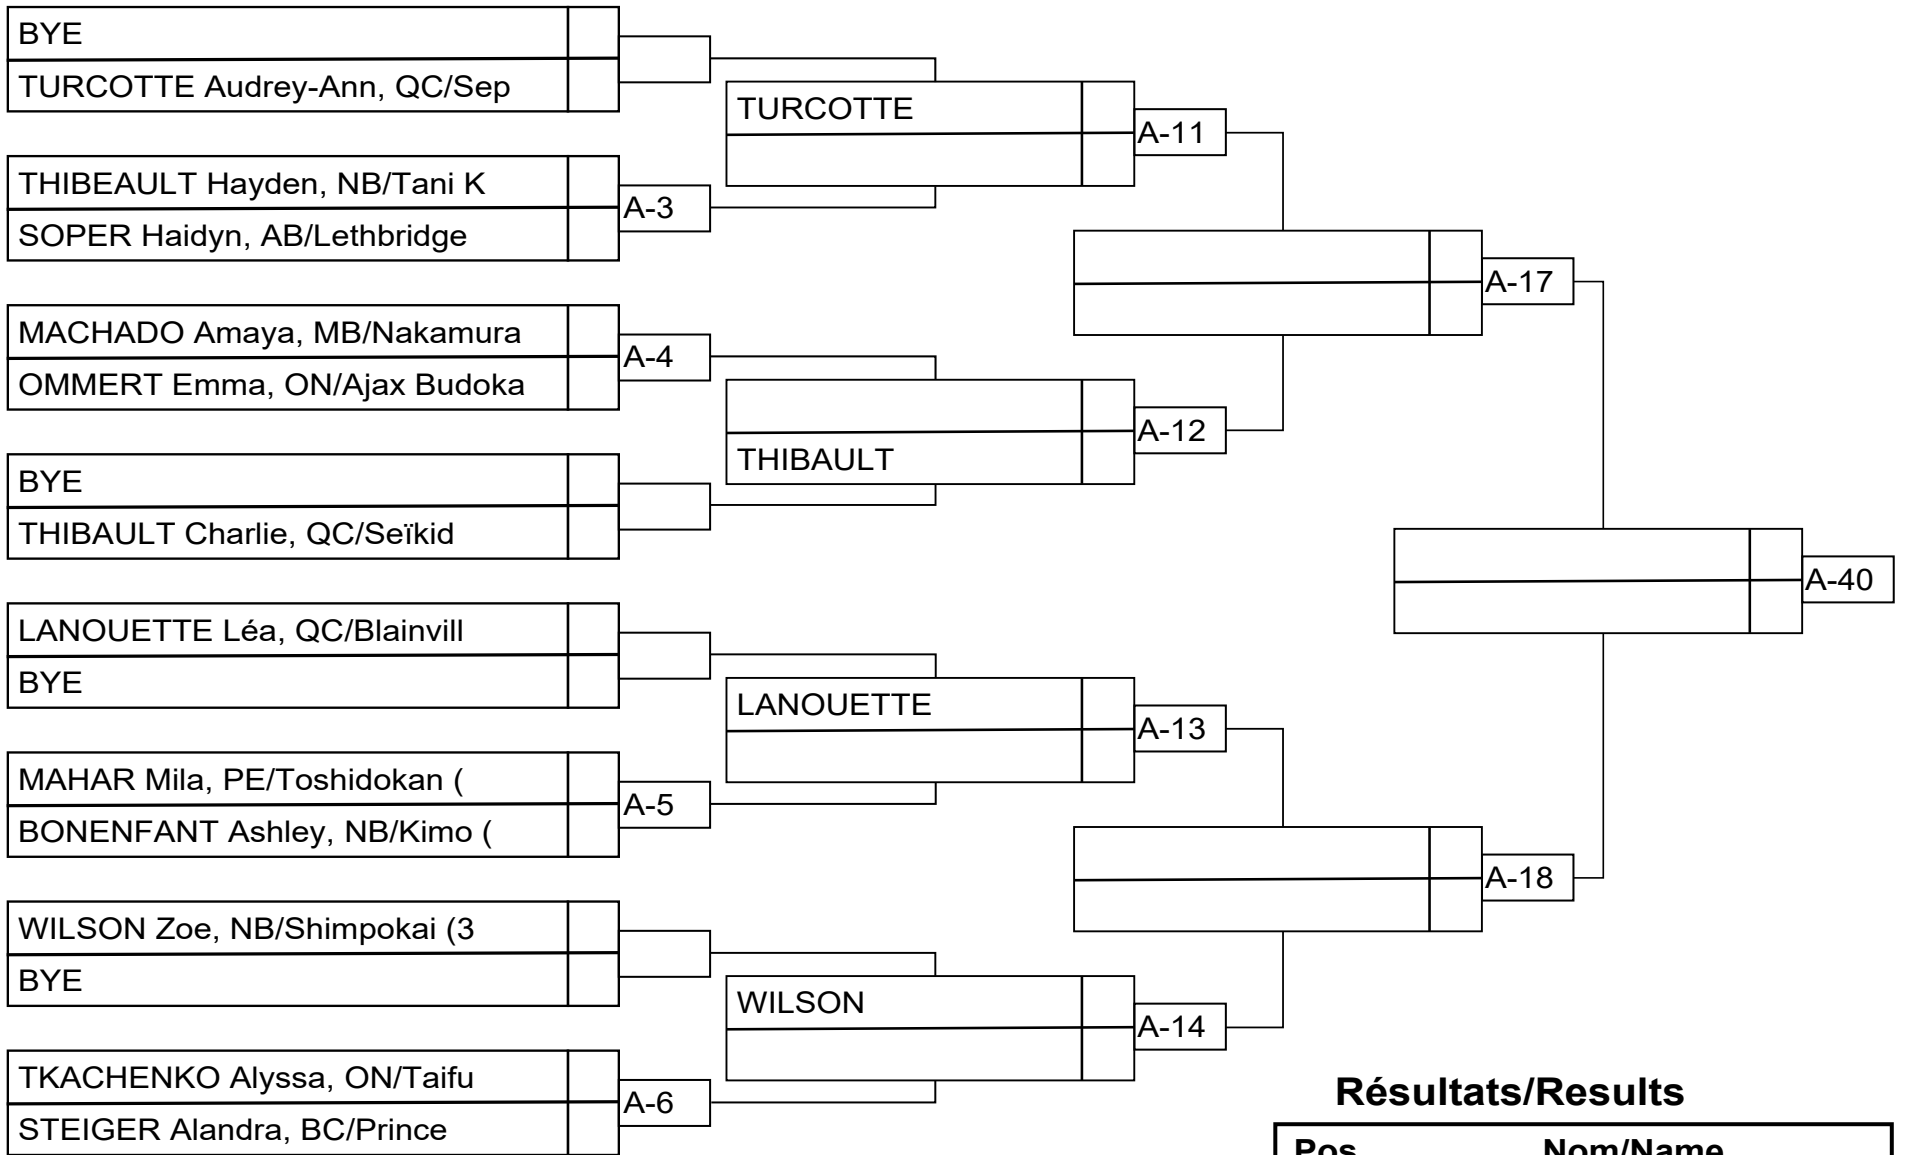 BYE
TURCOTTE Audrey-Ann, QC/Sep
THIBEAULT Hayden, NB/Tani K
A-3
SOPER Haidyn, AB/Lethbridge
MACHADO Amaya, MB/Nakamura
A-4
OMMERT Emma, ON/Ajax Budoka
BYE
THIBAULT Charlie, QC/Seïkid
LANOUETTE Léa, QC/Blainvill
BYE
MAHAR Mila, PE/Toshidokan (
A-5
BONENFANT Ashley, NB/Kimo (
WILSON Zoe, NB/Shimpokai (3
BYE
TKACHENKO Alyssa, ON/Taifu
A-6
STEIGER Alandra, BC/Prince
TURCOTTE
A-11
A-12
THIBAULT
LANOUETTE
A-13
WILSON
A-14
A-17
A-18
A-40
Résultats/Results
Pos Nom/Name